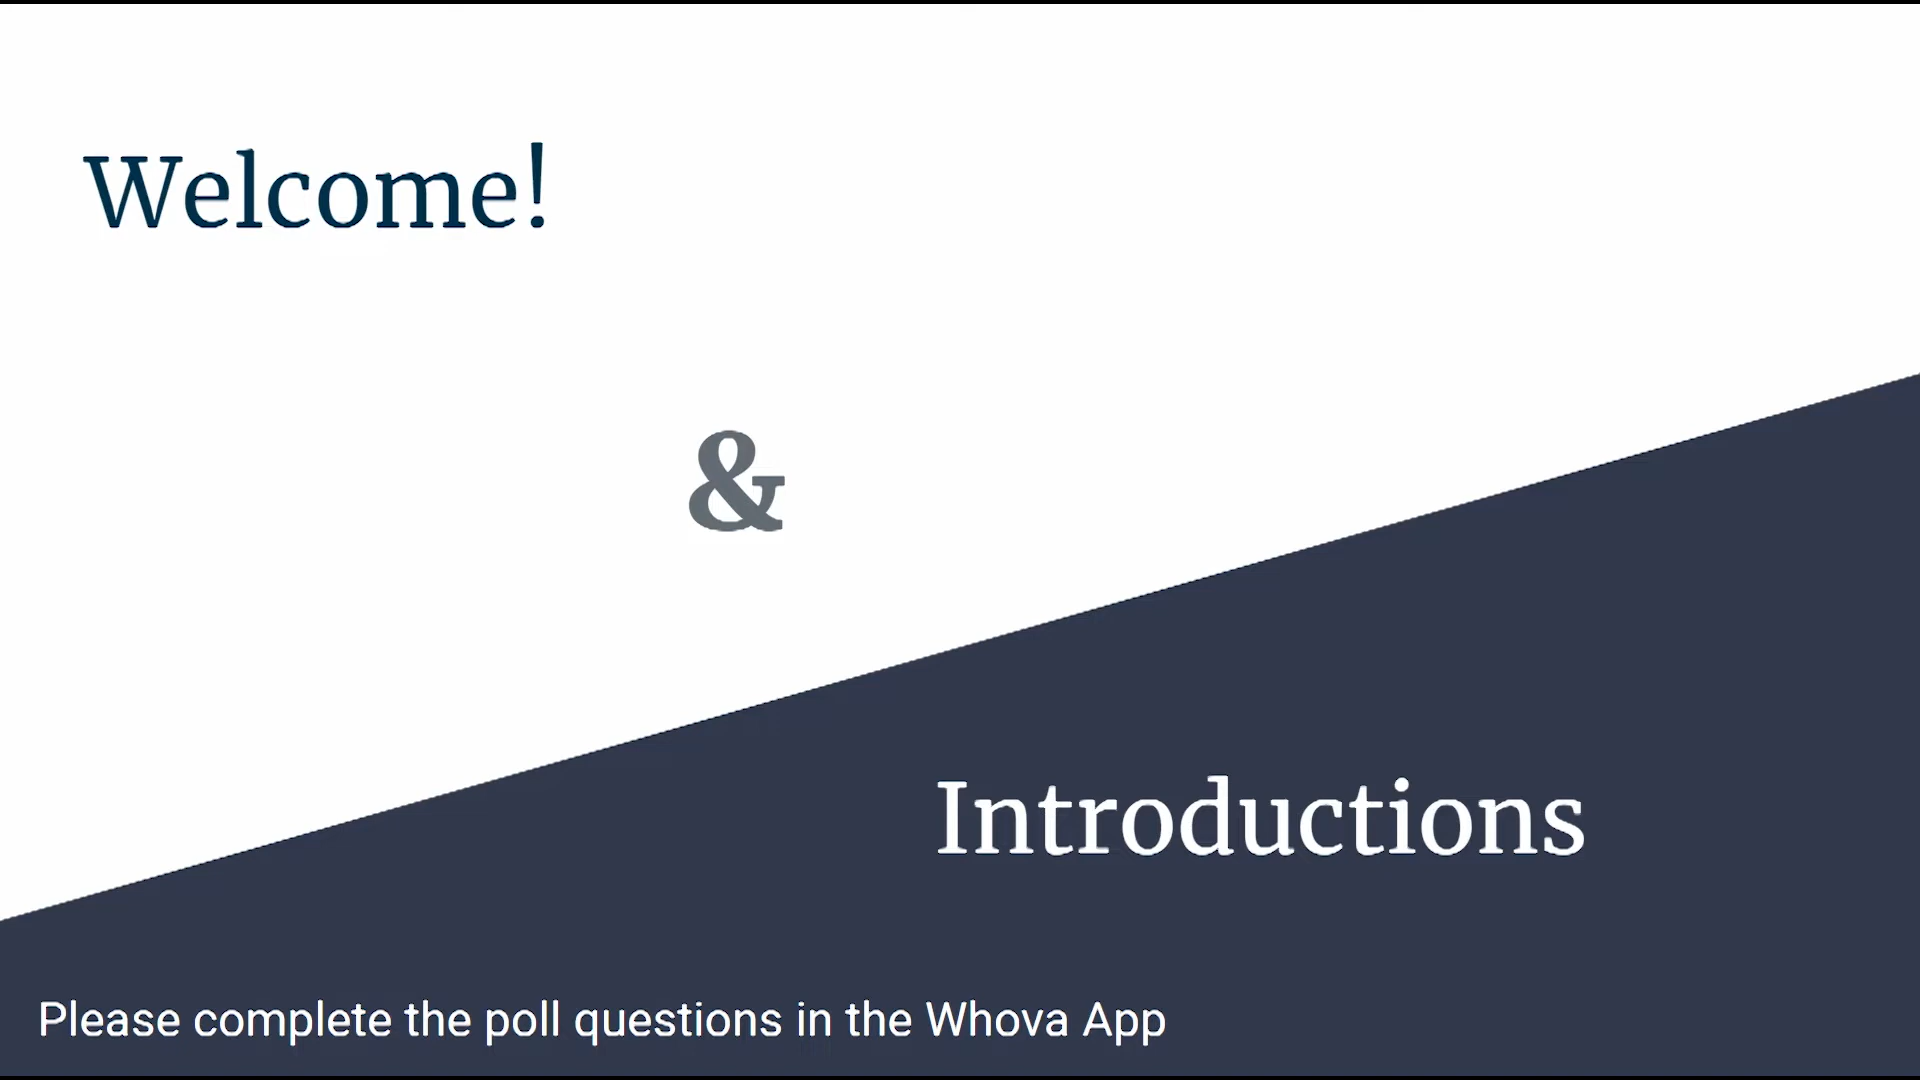 Welcome!
&
Introductions
Please complete the poll questions in the Whova App